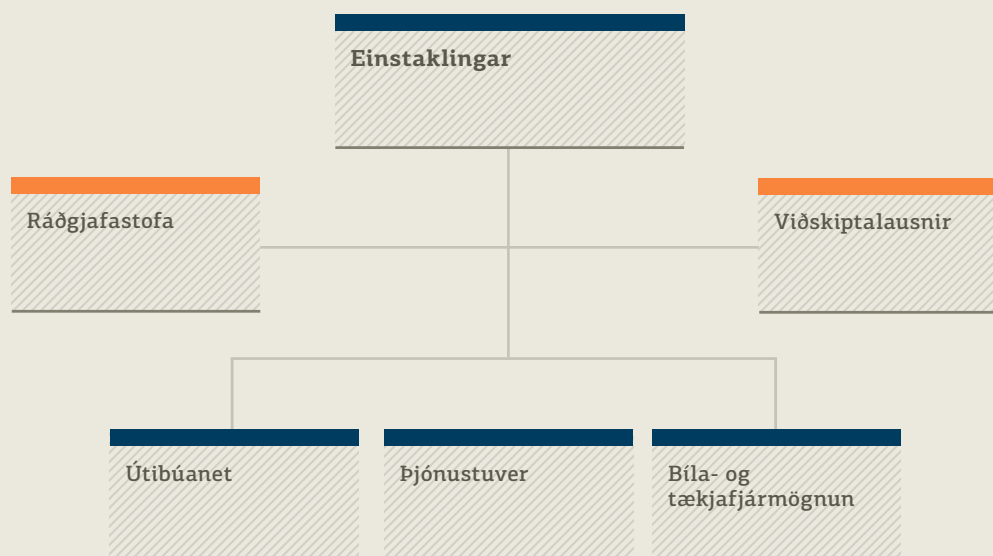 Einstaklingar
Ráðgjafastofa
Viðskiptalausnir
Útibúanet
Þjónustuver
Bíla- og
tækjafjármögnun